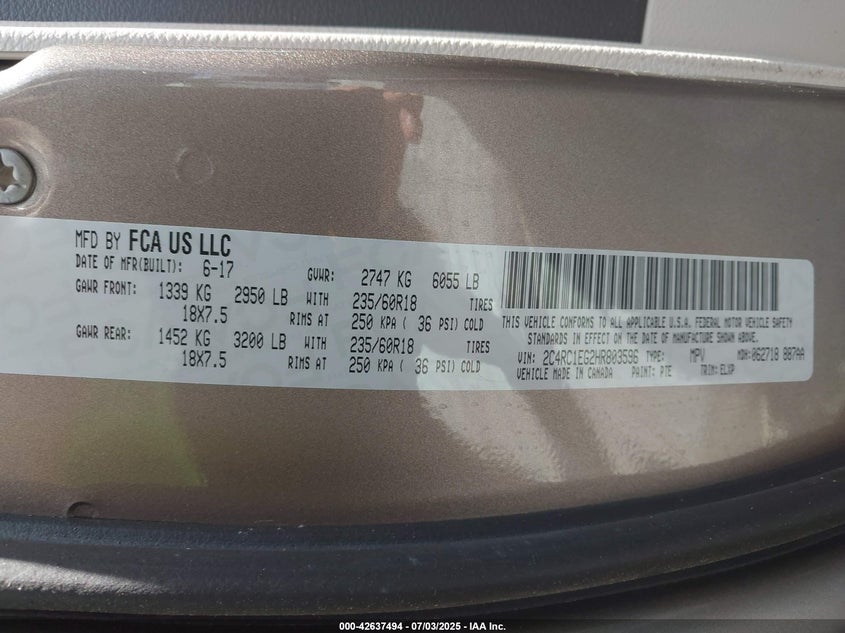 MFD BY FCA US LLC
DATE OF MFR(BUILT): 6-17 GVWR: 2747 KG 6055 LB
GAWR FRONT: 1339 KG 2950 LB WITH 235/60R18 TIRES
18X7.5 RIMS AT 250 KPA ( 36 PSI) COLD
GAWR REAR: 1452 KG 3200 LB WITH 235/60R18 TIRES
18X7.5 RIMS AT 250 KPA ( 36 PSI) COLD
THIS VEHICLE CONFORMS TO ALL APPLICABLE U.S.A. FEDERAL MOTOR VEHICLE SAFETY
STANDARDS IN EFFECT ON THE DATE OF MANUFACTURE SHOWN ABOVE.
VIN: 2C4RC1EG2HR803596 TYPE: MPV MDH: 062718 887AA
VEHICLE MADE IN CANADA PAINT: PTE TRIM: ELXP
000-42637494 / 07/03/2025 - IAA Inc.